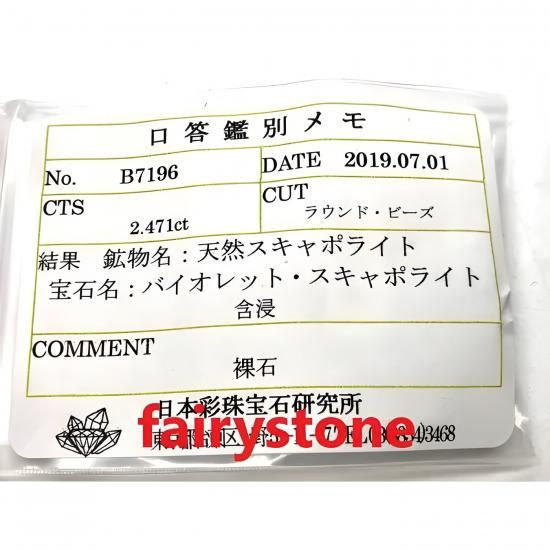 口答鑑別メモ
No. B7196
DATE 2019.07.01
CTS
2.471ct
CUT
ラウンド・ビーズ
結果 鉱物名：天然スキャポライト
宝石名：バイオレット・スキャポライト
含浸
COMMENT
裸石
日本彩珠宝石研究所
fairystone
3468